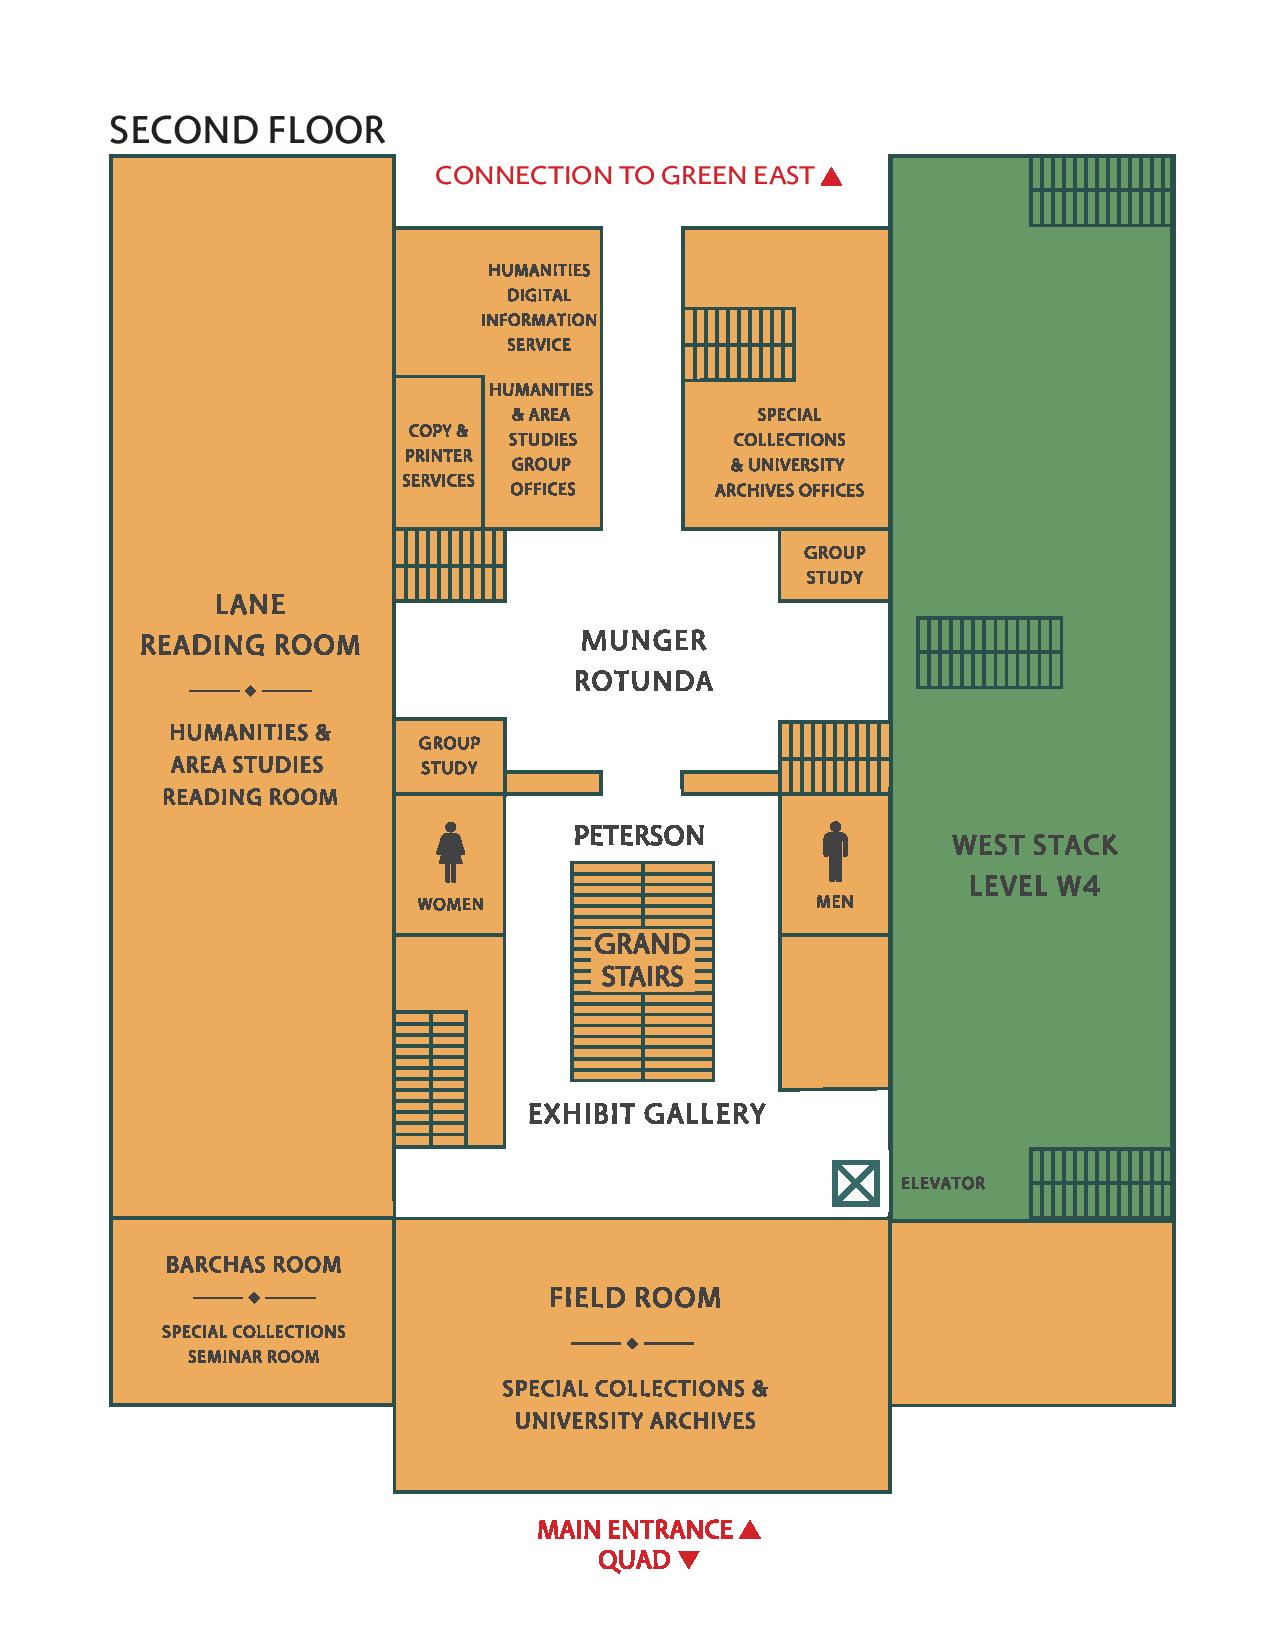 SECOND FLOOR
CONNECTION TO GREEN EAST
HUMANITIES
DIGITAL
INFORMATION
SERVICE
HUMANITIES
& AREA
STUDIES
GROUP
OFFICES
COPY &
PRINTER
SERVICES
SPECIAL
COLLECTIONS
& UNIVERSITY
ARCHIVES OFFICES
GROUP
STUDY
LANE
READING ROOM
HUMANITIES &
AREA STUDIES
READING ROOM
MUNGER
ROTUNDA
GROUP
STUDY
WOMEN
PETERSON
GRAND
STAIRS
MEN
WEST STACK
LEVEL W4
EXHIBIT GALLERY
ELEVATOR
BARCHAS ROOM
SPECIAL COLLECTIONS
SEMINAR ROOM
FIELD ROOM
SPECIAL COLLECTIONS &
UNIVERSITY ARCHIVES
MAIN ENTRANCE
QUAD